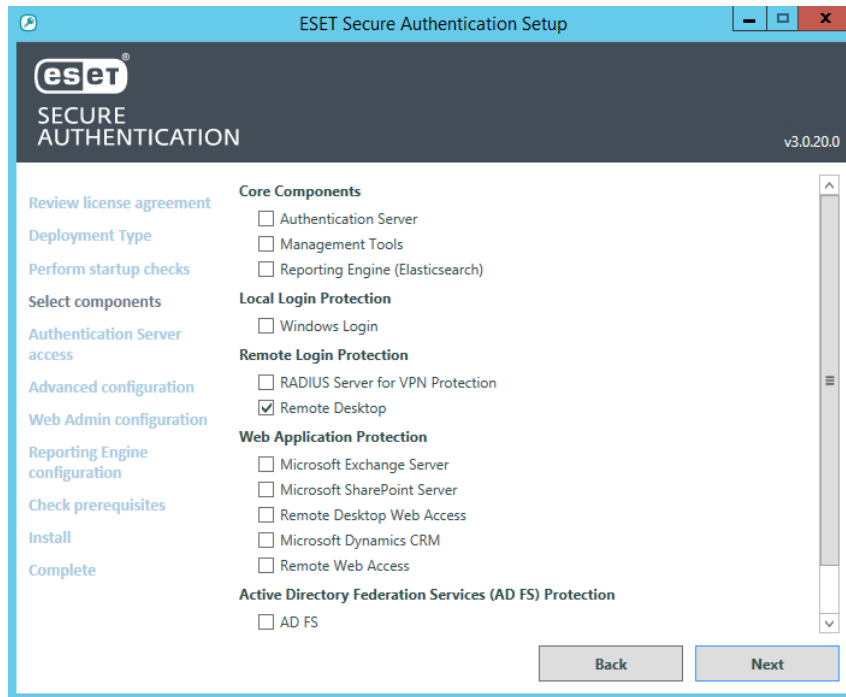 ESET Secure Authentication Setup
eseT®
SECURE
AUTHENTICATION
v3.0.20.0
Review license agreement
Deployment Type
Perform startup checks
Select components
Authentication Server
access
Advanced configuration
Web Admin configuration
Reporting Engine
configuration
Check prerequisites
Install
Complete
Core Components
Authentication Server
Management Tools
Reporting Engine (Elasticsearch)
Local Login Protection
Windows Login
Remote Login Protection
RADIUS Server for VPN Protection
Remote Desktop
Web Application Protection
Microsoft Exchange Server
Microsoft SharePoint Server
Remote Desktop Web Access
Microsoft Dynamics CRM
Remote Web Access
Active Directory Federation Services (AD FS) Protection
AD FS
Back
Next